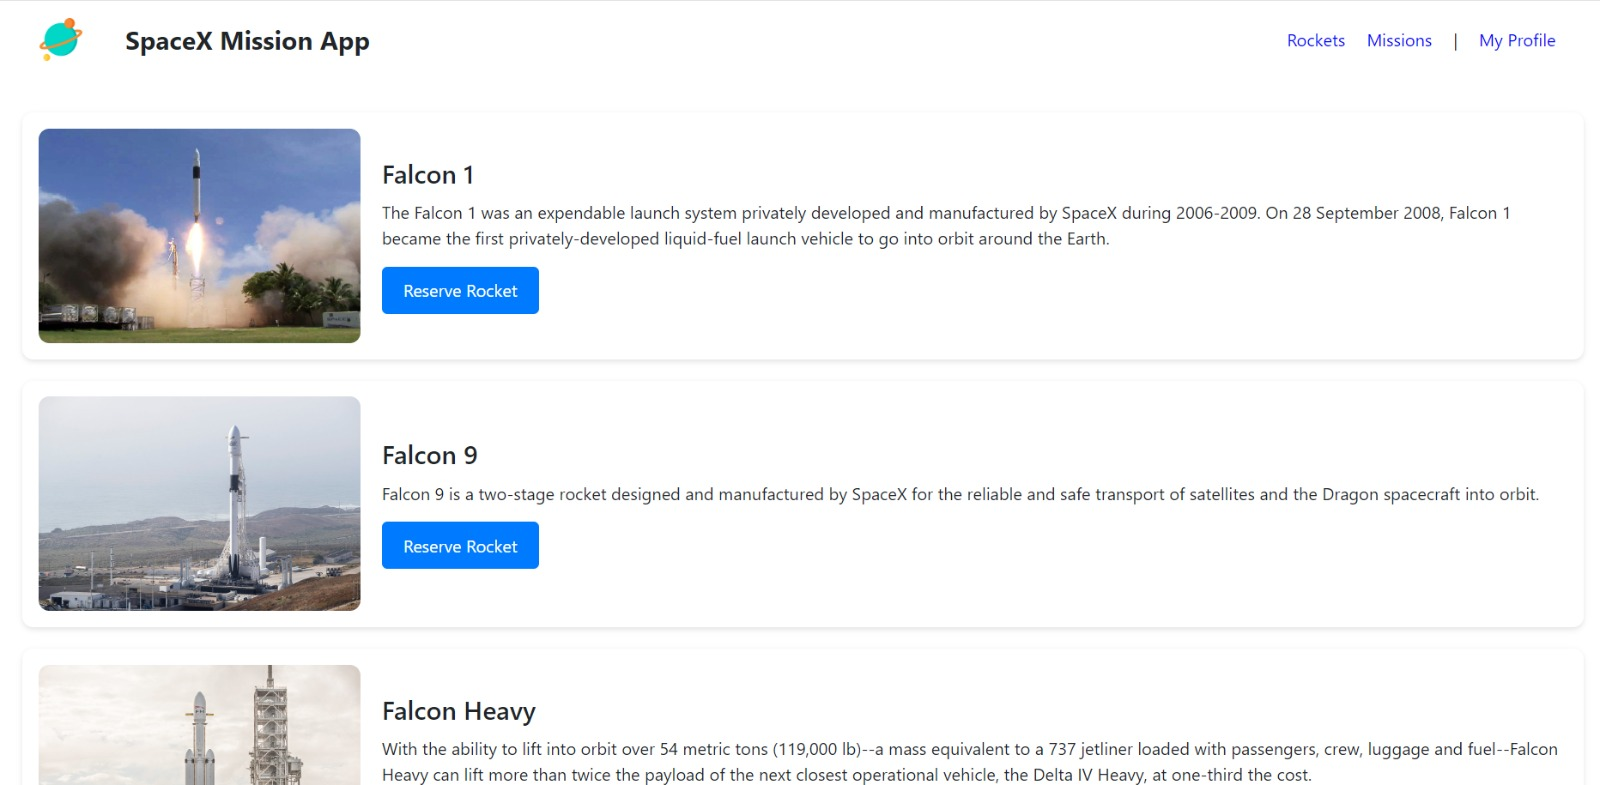 SpaceX Mission App
Rockets Missions | My Profile
Falcon 1
The Falcon 1 was an expendable launch system privately developed and manufactured by SpaceX during 2006-2009. On 28 September 2008, Falcon 1
became the first privately-developed liquid-fuel launch vehicle to go into orbit around the Earth.
Reserve Rocket
Falcon 9
Falcon 9 is a two-stage rocket designed and manufactured by SpaceX for the reliable and safe transport of satellites and the Dragon spacecraft into orbit.
Reserve Rocket
Falcon Heavy
With the ability to lift into orbit over 54 metric tons (119,000 lb)--a mass equivalent to a 737 jetliner loaded with passengers, crew, luggage and fuel--Falcon
Heavy can lift more than twice the payload of the next closest operational vehicle, the Delta IV Heavy, at one-third the cost.